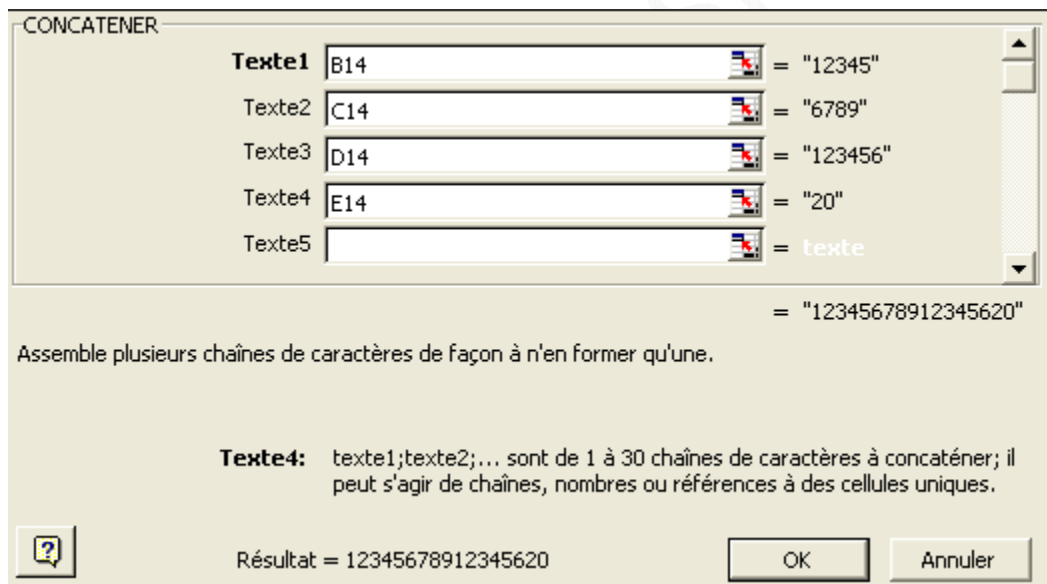 CONCATENER
Texte1 B14 = "12345"
Texte2 C14 = "6789"
Texte3 D14 = "123456"
Texte4 E14 = "20"
Texte5 = texte
= "12345678912345620"
Assemble plusieurs chaînes de caractères de façon à n'en former qu'une.
Texte4: texte1;texte2;... sont de 1 à 30 chaînes de caractères à concaténer; il
peut s'agir de chaînes, nombres ou références à des cellules uniques.
? Résultat = 12345678912345620 OK Annuler